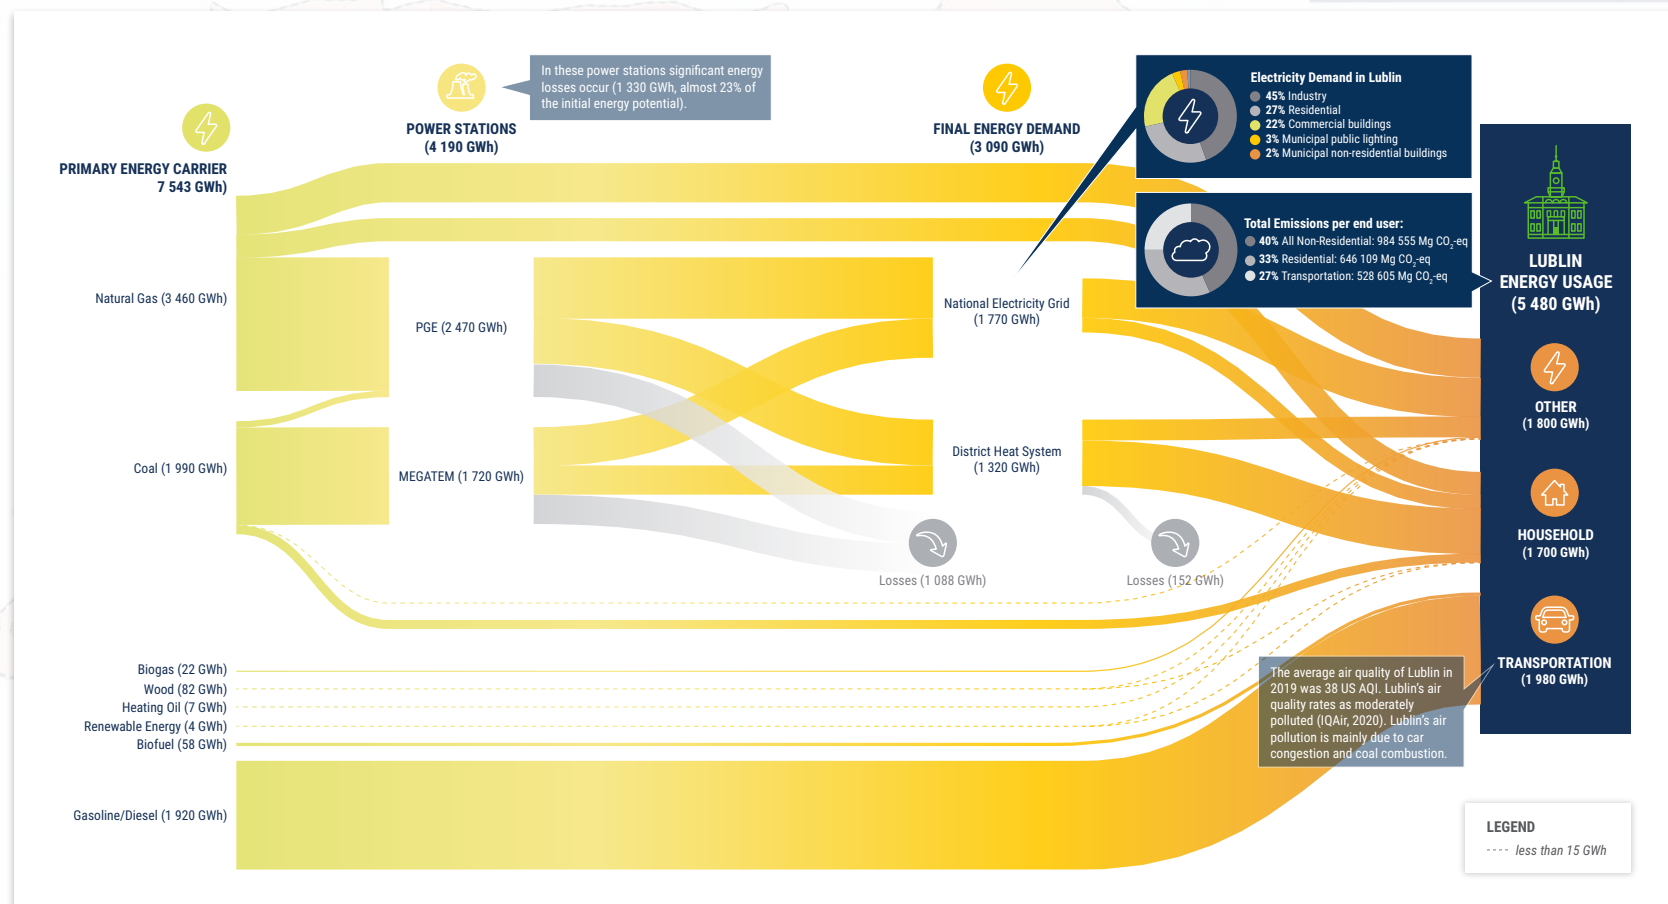 In these power stations significant energy
losses occur (1 330 GWh, almost 23% of
the initial energy potential).
PRIMARY ENERGY CARRIER
7 543 GWh)
POWER STATIONS
(4 190 GWh)
FINAL ENERGY DEMAND
(3 090 GWh)
Electricity Demand in Lublin
45% Industry
27% Residential
22% Commercial buildings
3% Municipal public lighting
2% Municipal non-residential buildings
Total Emissions per end user:
40% All Non-Residential: 984 555 Mg CO2-eq
33% Residential: 646 109 Mg CO2-eq
27% Transportation: 528 605 Mg CO2-eq
LUBLIN
ENERGY USAGE
(5 480 GWh)
Natural Gas (3 460 GWh)
PGE (2 470 GWh)
National Electricity Grid
(1 770 GWh)
OTHER
(1 800 GWh)
Coal (1 990 GWh)
MEGATEM (1 720 GWh)
District Heat System
(1 320 GWh)
HOUSEHOLD
(1 700 GWh)
Losses (1 088 GWh)
Losses (152 GWh)
Biogas (22 GWh)
Wood (82 GWh)
Heating Oil (7 GWh)
Renewable Energy (4 GWh)
Biofuel (58 GWh)
Gasoline/Diesel (1 920 GWh)
TRANSPORTATION
(1 980 GWh)
The average air quality of Lublin in
2019 was 38 US AQI. Lublin's air
quality rates as moderately
polluted (IQAir, 2020). Lublin's air
pollution is mainly due to car
congestion and coal combustion.
LEGEND
less than 15 GWh